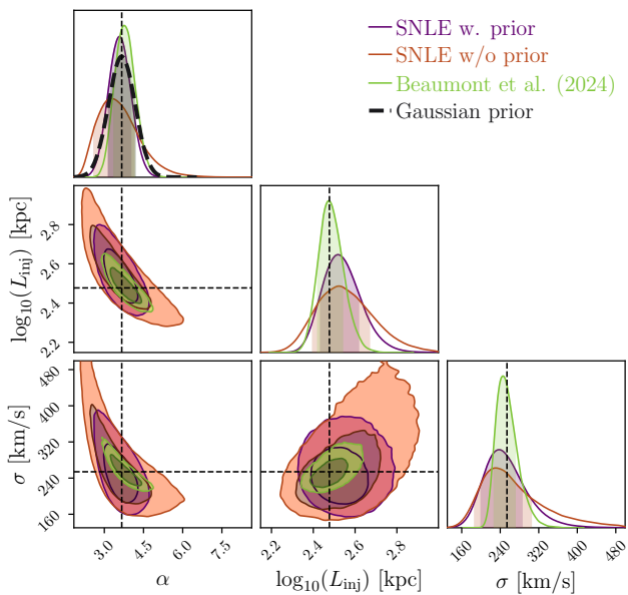 SNLE w. prior
SNLE w/o prior
Beaumont et al. (2024)
Gaussian prior
log₁₀(L_inj) [kpc]
2.8
2.6
2.4
2.2
σ [km/s]
480
400
320
240
160
3.0 4.5 6.0 7.5
α
2.2 2.4 2.6 2.8
log₁₀(L_inj) [kpc]
160 240 320 400 480
σ [km/s]